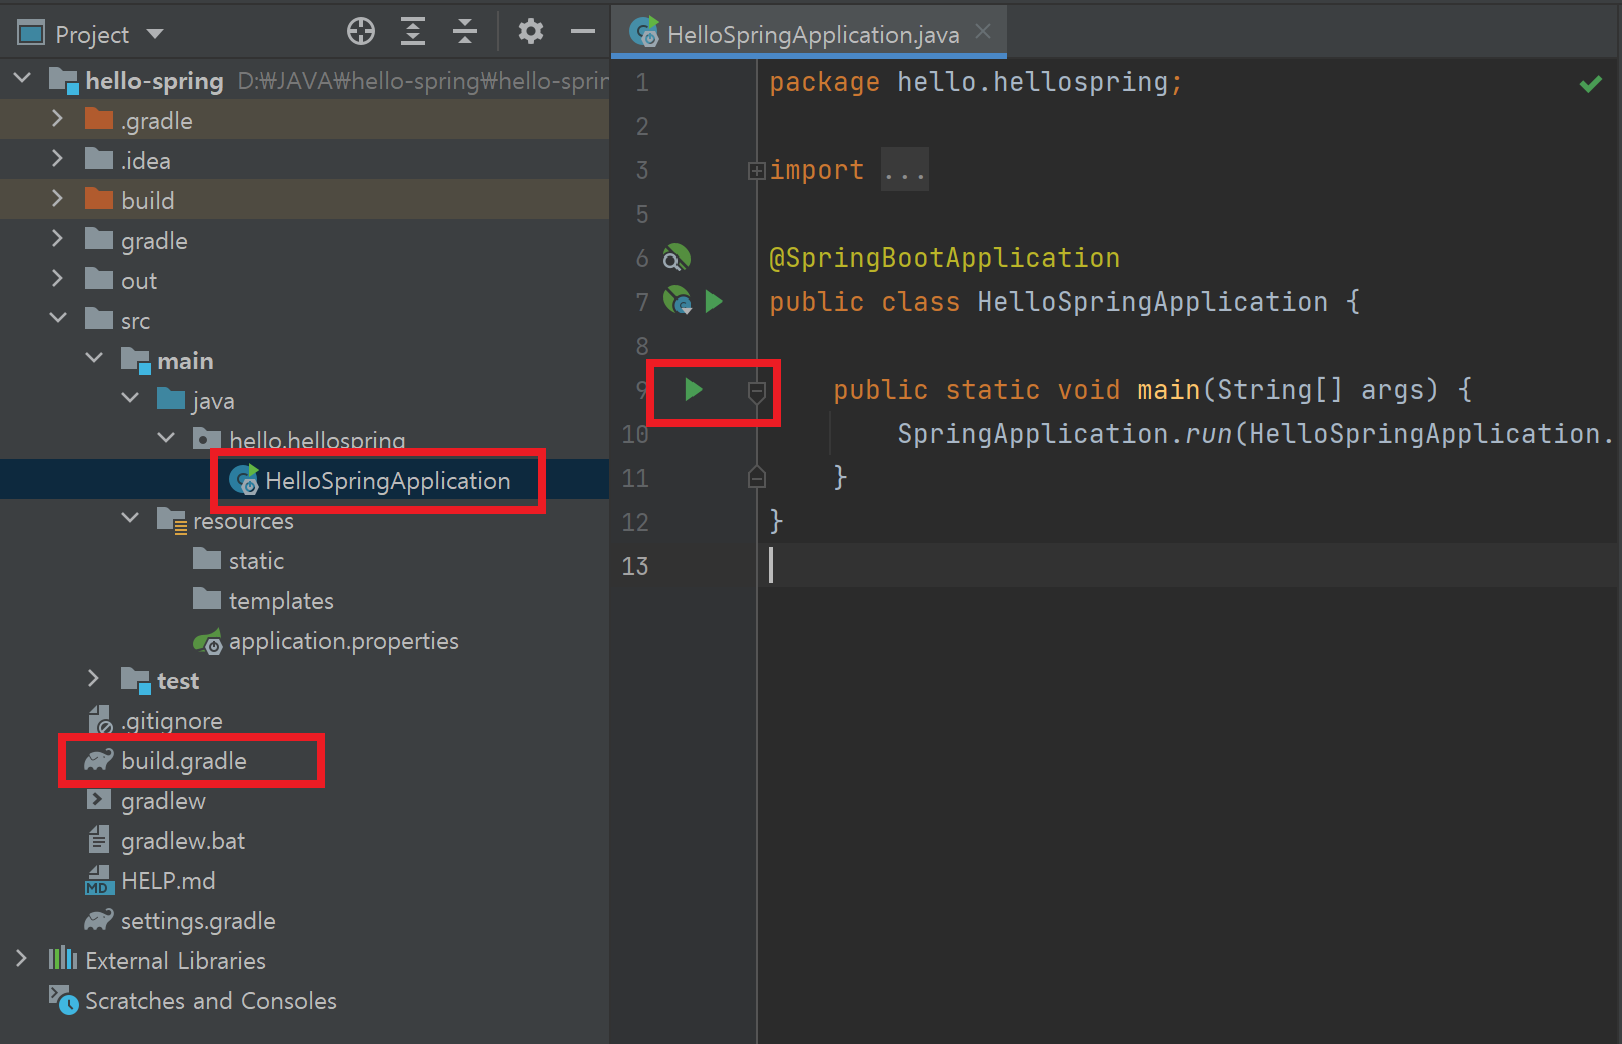 Project
hello-spring D:₩JAVA₩hello-spring₩hello-sprin
.gradle
.idea
build
gradle
out
src
main
java
hello.hellospring
HelloSpringApplication
resources
static
templates
application.properties
test
.gitignore
build.gradle
gradlew
gradlew.bat
MD HELP.md
settings.gradle
External Libraries
Scratches and Consoles
HelloSpringApplication.java
1 package hello.hellospring;
2
3 import ...
5
6 @SpringBootApplication
7 public class HelloSpringApplication {
8
9 public static void main(String[] args) {
10 SpringApplication.run(HelloSpringApplication.
11 }
12 }
13